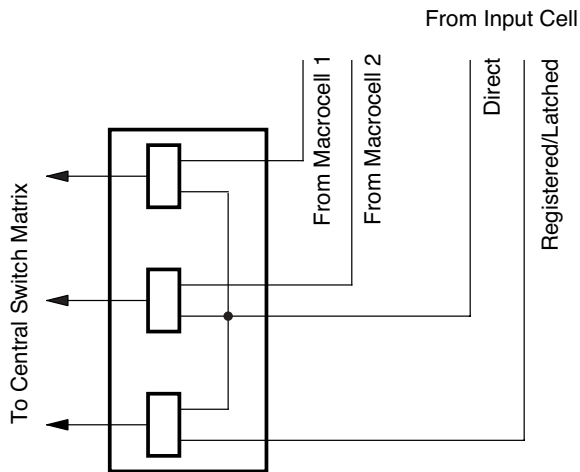 From Input Cell
From Macrocell 1
From Macrocell 2
Direct
Registered/Latched
To Central Switch Matrix